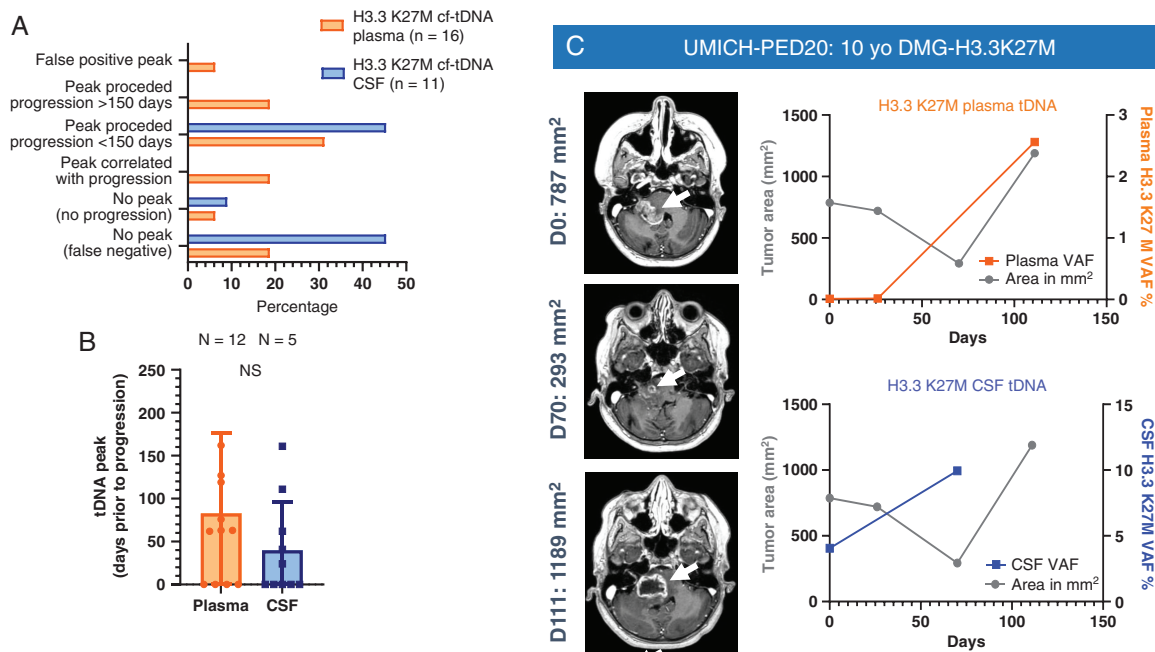 A
H3.3 K27M cf-tDNA
plasma (n = 16)
H3.3 K27M cf-tDNA
CSF (n = 11)
False positive peak
Peak proceded
progression >150 days
Peak proceded
progression <150 days
Peak correlated
with progression
No peak
(no progression)
No peak
(false negative)
0 10 20 30 40 50
Percentage
B
N = 12 N = 5
NS
tDNA peak
(days prior to progression)
250
200
150
100
50
0
Plasma CSF
C
UMICH-PED20: 10 yo DMG-H3.3K27M
D0: 787 mm²
D70: 293 mm²
D111: 1189 mm²
H3.3 K27M plasma tDNA
Tumor area (mm²)
1500
1000
500
0
Plasma VAF
Area in mm²
3
2
1
0
Plasma H3.3 K27 M VAF %
0 50 100 150
Days
H3.3 K27M CSF tDNA
Tumor area (mm²)
1500
1000
500
0
CSF VAF
Area in mm²
15
10
5
0
CSF H3.3 K27M VAF %
0 50 100 150
Days